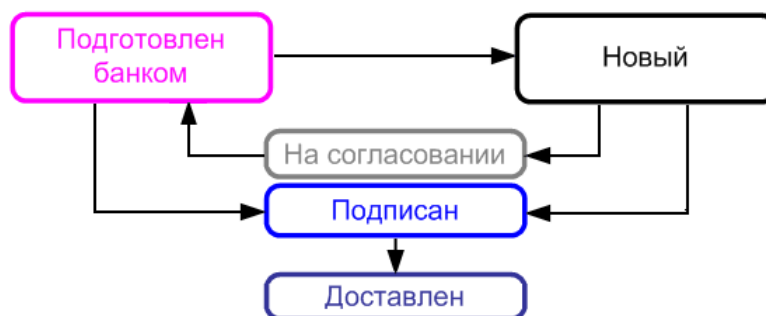 Подготовлен
банком
Новый
На согласовании
Подписан
Доставлен